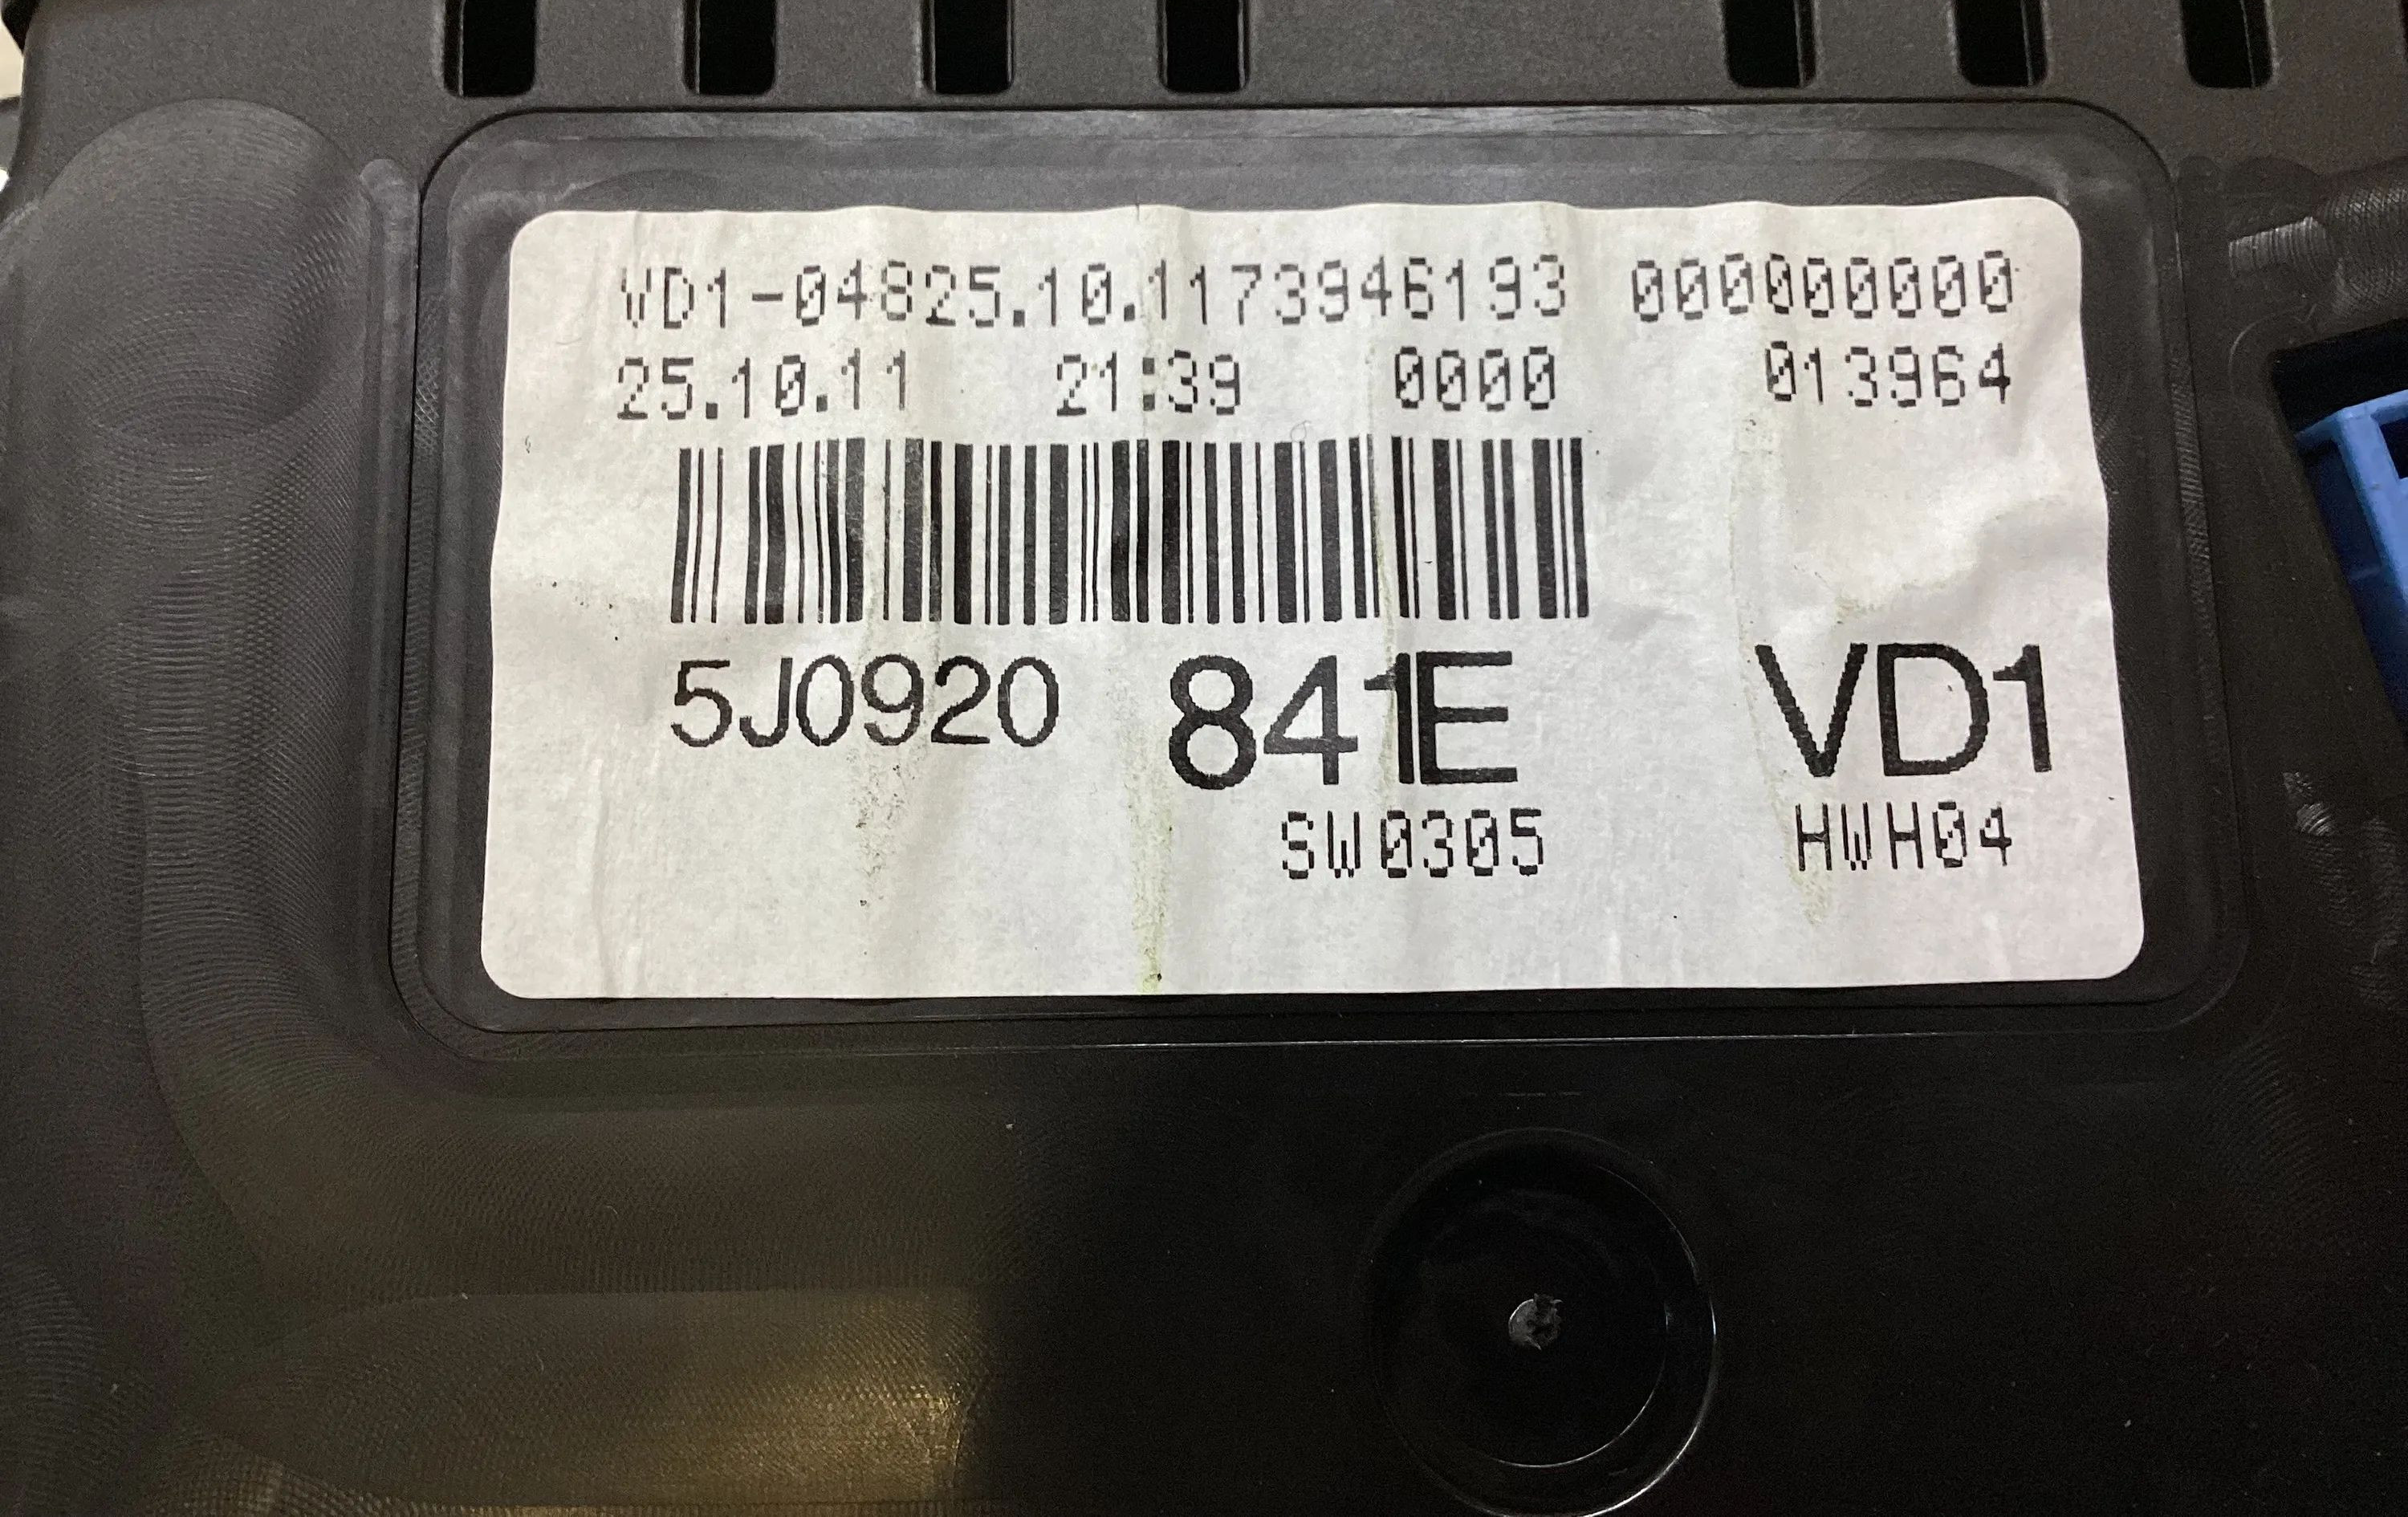 VD1-04825.10.1173946193 000000000
25.10.11 21:39 0000 013964
5J0920 841E VD1
SW0305 HWH04